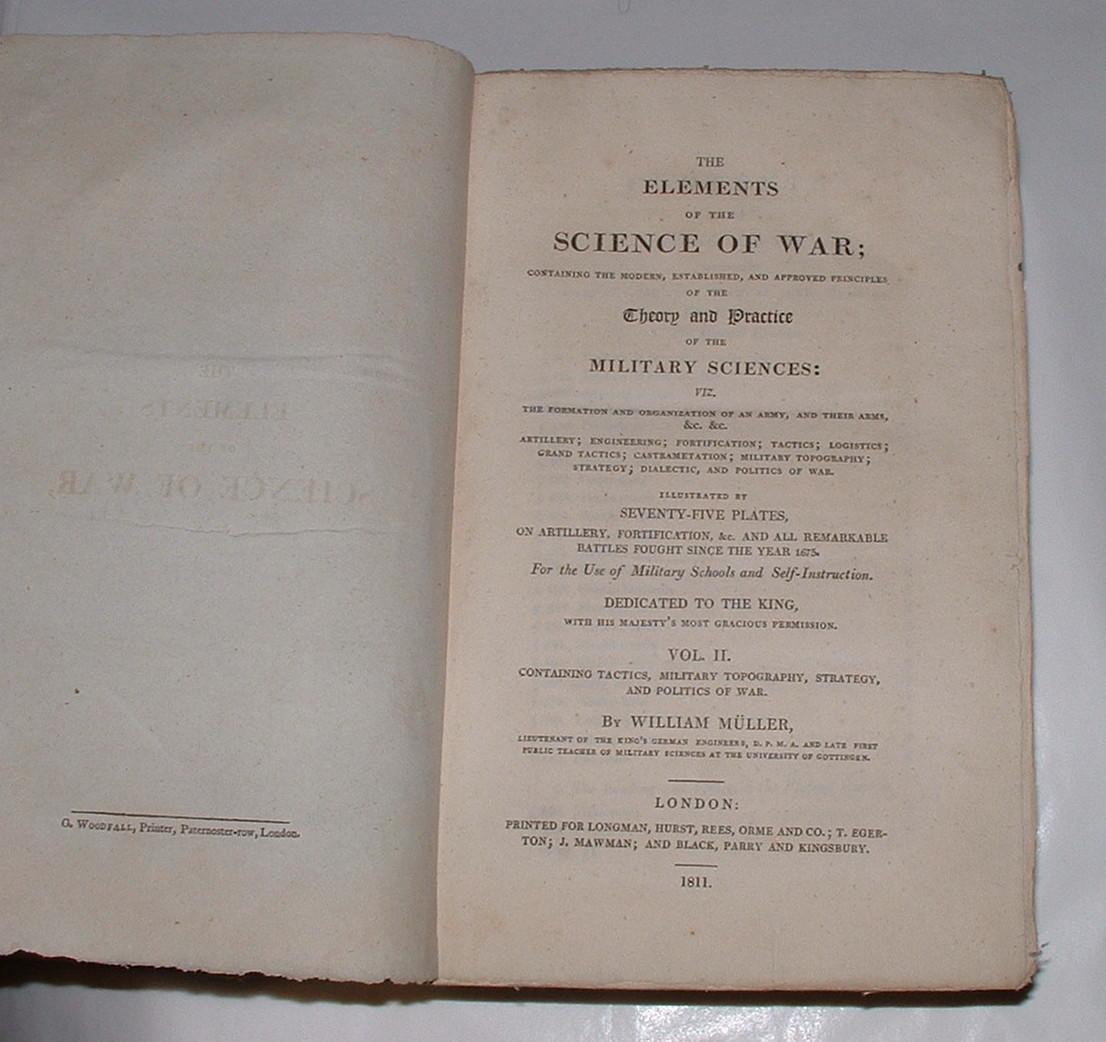 G. WOODFALL, Printer, Paternoster-row, London.
THE
ELEMENTS
OF THE
SCIENCE OF WAR;
CONTAINING THE MODERN, ESTABLISHED, AND APPROVED PRINCIPLES
OF THE
Theory and Practice
OF THE
MILITARY SCIENCES:
VIZ.
THE FORMATION AND ORGANIZATION OF AN ARMY, AND THEIR ARMS,
&c. &c.
ARTILLERY; ENGINEERING; FORTIFICATION; TACTICS; LOGISTICS;
GRAND TACTICS; CASTRAMETATION; MILITARY TOPOGRAPHY;
STRATEGY; DIALECTIC, AND POLITICS OF WAR.
ILLUSTRATED BY
SEVENTY-FIVE PLATES,
ON ARTILLERY, FORTIFICATION, &c. AND ALL REMARKABLE
BATTLES FOUGHT SINCE THE YEAR 1675.
For the Use of Military Schools and Self-Instruction.
DEDICATED TO THE KING,
WITH HIS MAJESTY'S MOST GRACIOUS PERMISSION.
VOL. II.
CONTAINING TACTICS, MILITARY TOPOGRAPHY, STRATEGY,
AND POLITICS OF WAR.
By WILLIAM MÜLLER,
LIEUTENANT OF THE KING'S GERMAN ENGINEERS, D. P. M. A. AND LATE FIRST
PUBLIC TEACHER OF MILITARY SCIENCES AT THE UNIVERSITY OF GOTTINGEN.
LONDON:
PRINTED FOR LONGMAN, HURST, REES, ORME AND CO.; T. EGER-
TON; J. MAWMAN; AND BLACK, PARRY AND KINGSBURY.
1811.